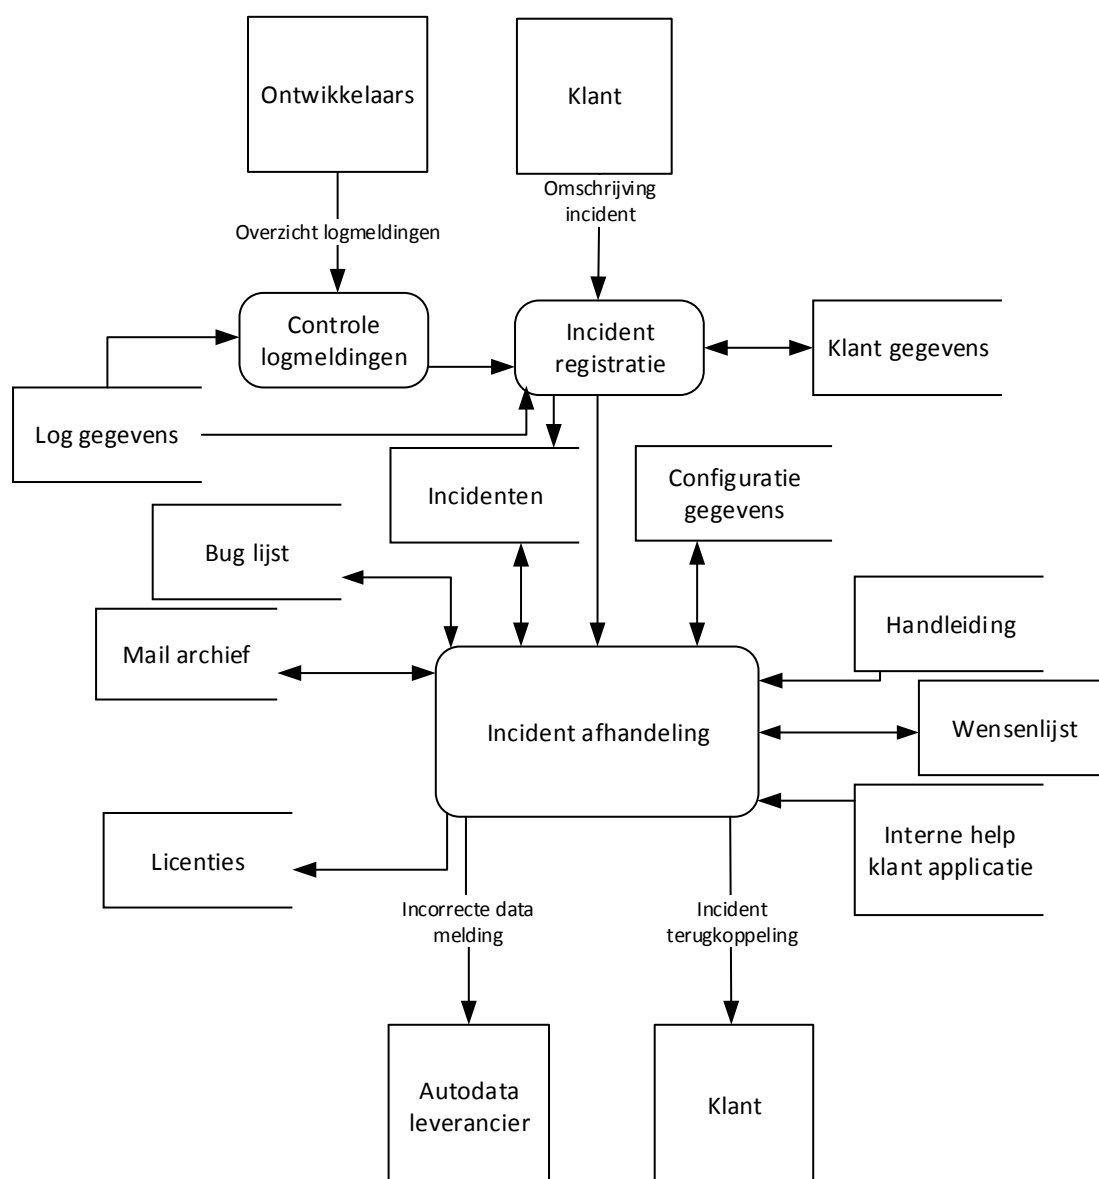 Ontwikkelaars
Klant
Omschrijving
incident
Overzicht logmeldingen
Controle
logmeldingen
Incident
registratie
Klant gegevens
Log gegevens
Incidenten
Configuratie
gegevens
Bug lijst
Handleiding
Mail archief
Incident afhandeling
Wensenlijst
Interne help
klant applicatie
Licenties
Incorrecte data
melding
Incident
terugkoppeling
Autodata
leverancier
Klant